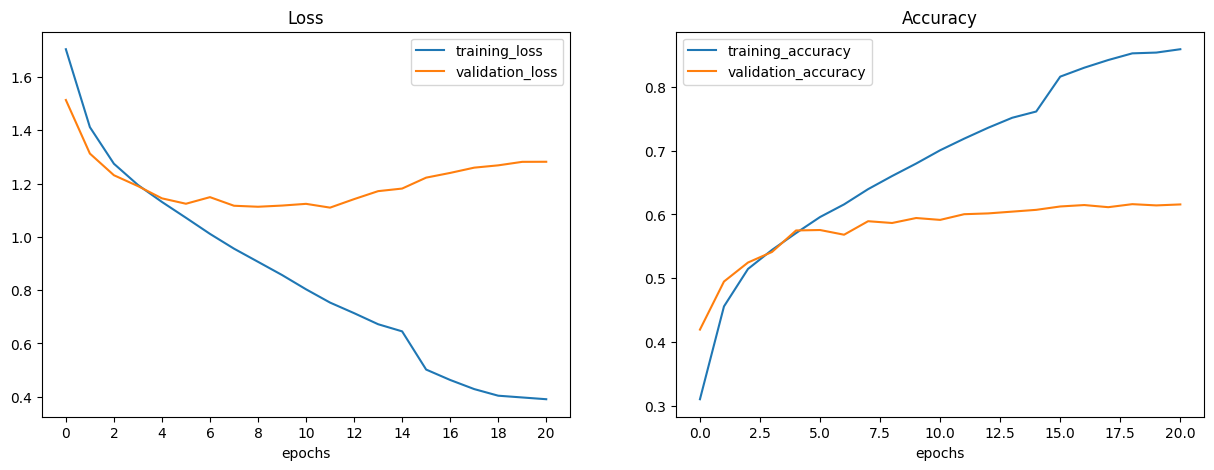 Loss
training_loss
validation_loss
1.6
1.4
1.2
1.0
0.8
0.6
0.4
0 2 4 6 8 10 12 14 16 18 20
epochs
Accuracy
training_accuracy
validation_accuracy
0.8
0.7
0.6
0.5
0.4
0.3
0.0 2.5 5.0 7.5 10.0 12.5 15.0 17.5 20.0
epochs